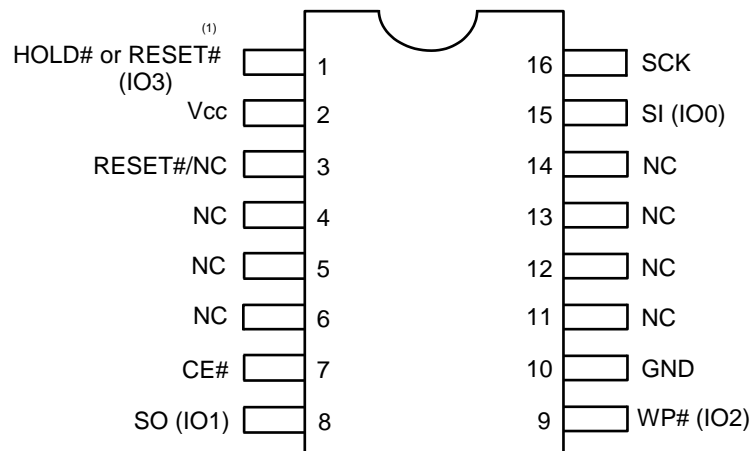 (1)
HOLD# or RESET#
(IO3)
1
16
SCK
Vcc
2
15
SI (IO0)
RESET#/NC
3
14
NC
NC
4
13
NC
NC
5
12
NC
NC
6
11
NC
CE#
7
10
GND
SO (IO1)
8
9
WP# (IO2)